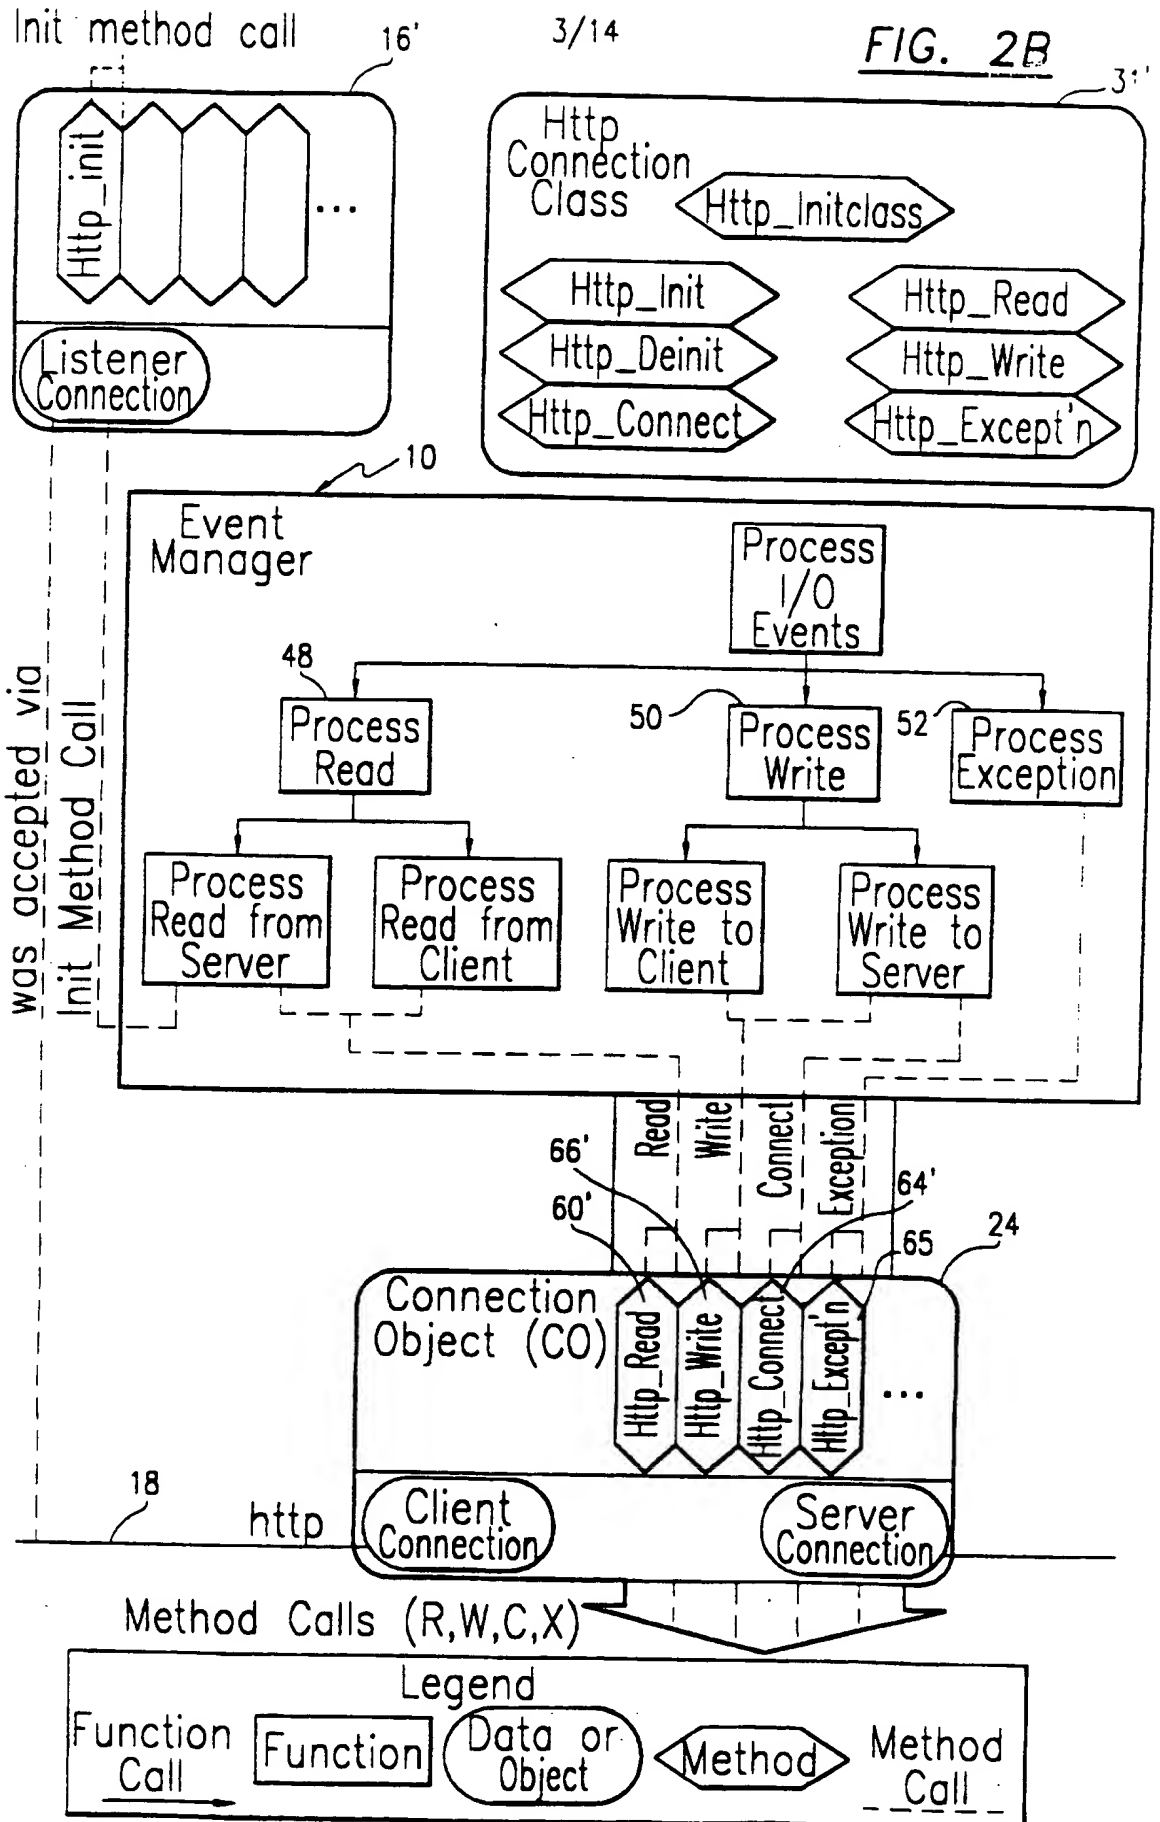 Init method call
16'
3/14
FIG. 2B
31'
Http_init
...
Listener
Connection
Http
Connection
Class
Http_Initclass
Http_Init
Http_Deinit
Http_Connect
Http_Read
Http_Write
Http_Except'n
10
Event
Manager
Process
I/O
Events
48
Process
Read
50
Process
Write
52
Process
Exception
Process
Read from
Server
Process
Read from
Client
Process
Write to
Client
Process
Write to
Server
was accepted via
Init Method Call
Read
Write
Connect
Exception
66'
60'
64'
65
24
Connection
Object (CO)
Http_Read
Http_Write
Http_Connect
Http_Except'n
...
18
http
Client
Connection
Server
Connection
Method Calls (R,W,C,X)
Legend
Function
Call
Function
Data or
Object
Method
Method
Call